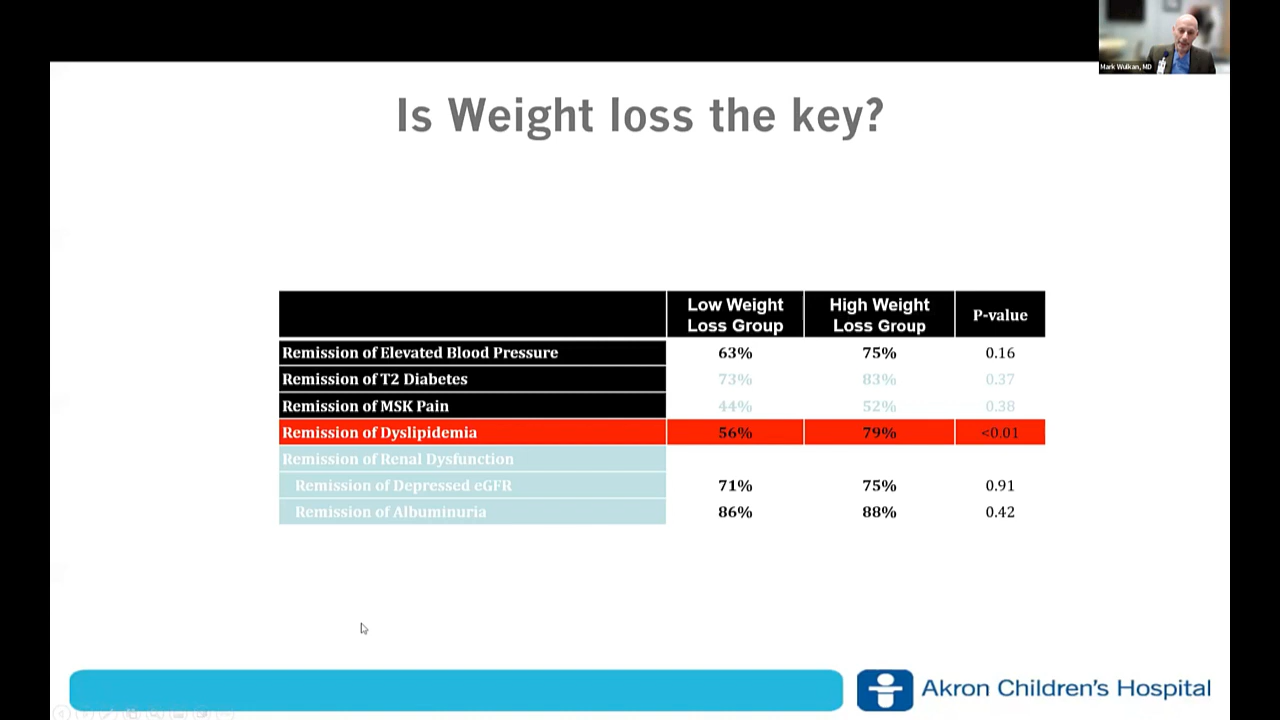 Mark Wulkan, MD
Is Weight loss the key?
Low Weight Loss Group High Weight Loss Group P-value
Remission of Elevated Blood Pressure 63% 75% 0.16
Remission of T2 Diabetes 73% 83% 0.37
Remission of MSK Pain 44% 52% 0.38
Remission of Dyslipidemia 56% 79% <0.01
Remission of Renal Dysfunction
Remission of Depressed eGFR 71% 75% 0.91
Remission of Albuminuria 86% 88% 0.42
Akron Children's Hospital